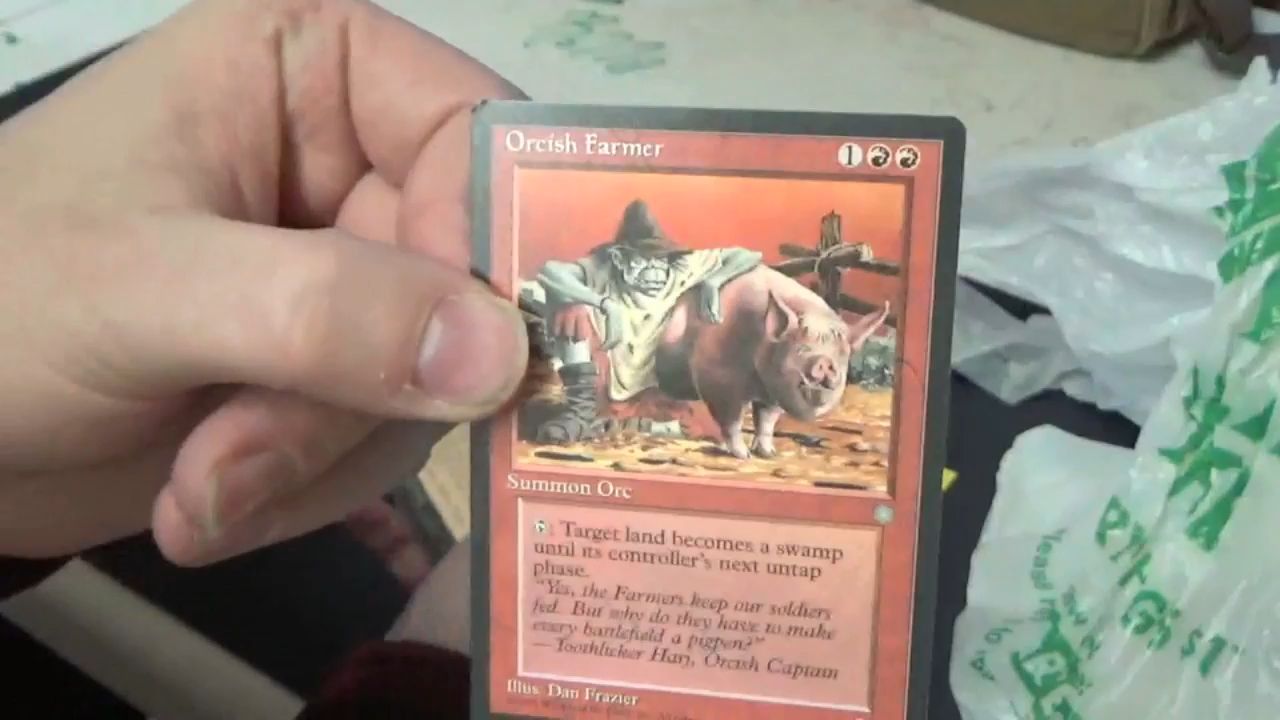 Orcish Farmer
1
Summon Orc
: Target land becomes a swamp
until its controller's next untap
phase.
"Yes, the Farmers keep our soldiers
fed. But why do they have to make
every battlefield a pigpen?"
— Toothlicker Harj, Orcish Captain
Illus. Dan Frazier